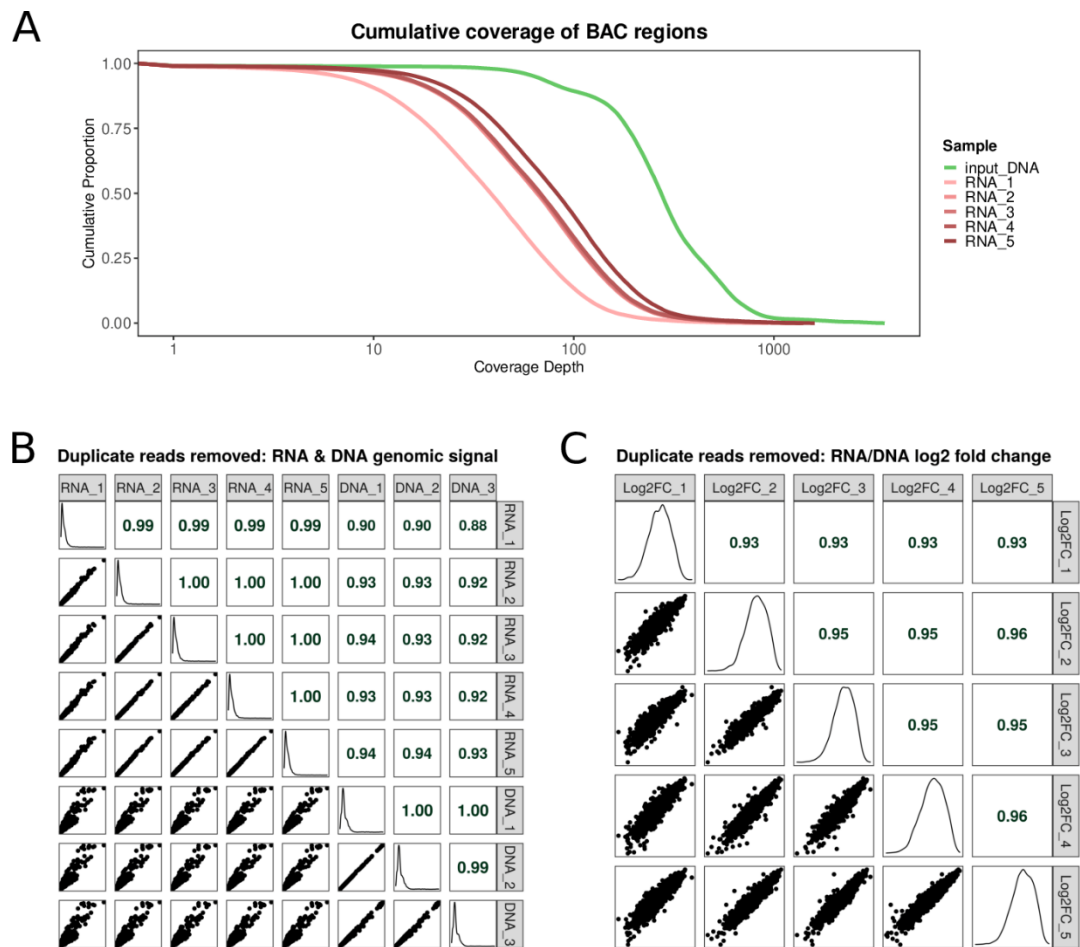 A
Cumulative coverage of BAC regions
Cumulative Proportion
1.00
0.75
0.50
0.25
0.00
1 10 100 1000
Coverage Depth
Sample
input_DNA
RNA_1
RNA_2
RNA_3
RNA_4
RNA_5
B
Duplicate reads removed: RNA & DNA genomic signal
RNA_1 RNA_2 RNA_3 RNA_4 RNA_5 DNA_1 DNA_2 DNA_3
0.99 0.99 0.99 0.99 0.90 0.90 0.88 RNA_1
1.00 1.00 1.00 0.93 0.93 0.92 RNA_2
1.00 1.00 0.94 0.93 0.92 RNA_3
1.00 0.93 0.93 0.92 RNA_4
0.94 0.94 0.93 RNA_5
1.00 1.00 DNA_1
0.99 DNA_2
DNA_3
C
Duplicate reads removed: RNA/DNA log2 fold change
Log2FC_1 Log2FC_2 Log2FC_3 Log2FC_4 Log2FC_5
0.93 0.93 0.93 0.93 Log2FC_1
0.95 0.95 0.96 Log2FC_2
0.95 0.95 Log2FC_3
0.96 Log2FC_4
Log2FC_5